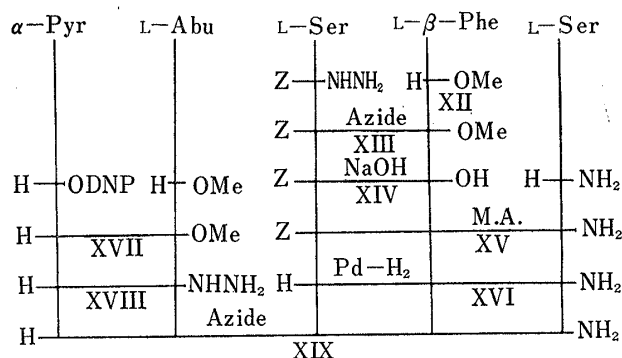 α–Pyr L–Abu L–Ser L–β–Phe L–Ser
Z NHNH₂ H OMe
XII
Azide
Z OMe
XIII
NaOH
H ODNP H OMe Z OH H NH₂
XIV
M.A.
H OMe Z NH₂
XVII XV
Pd–H₂
H NHNH₂ H NH₂
XVIII XVI
Azide
H NH₂
XIX